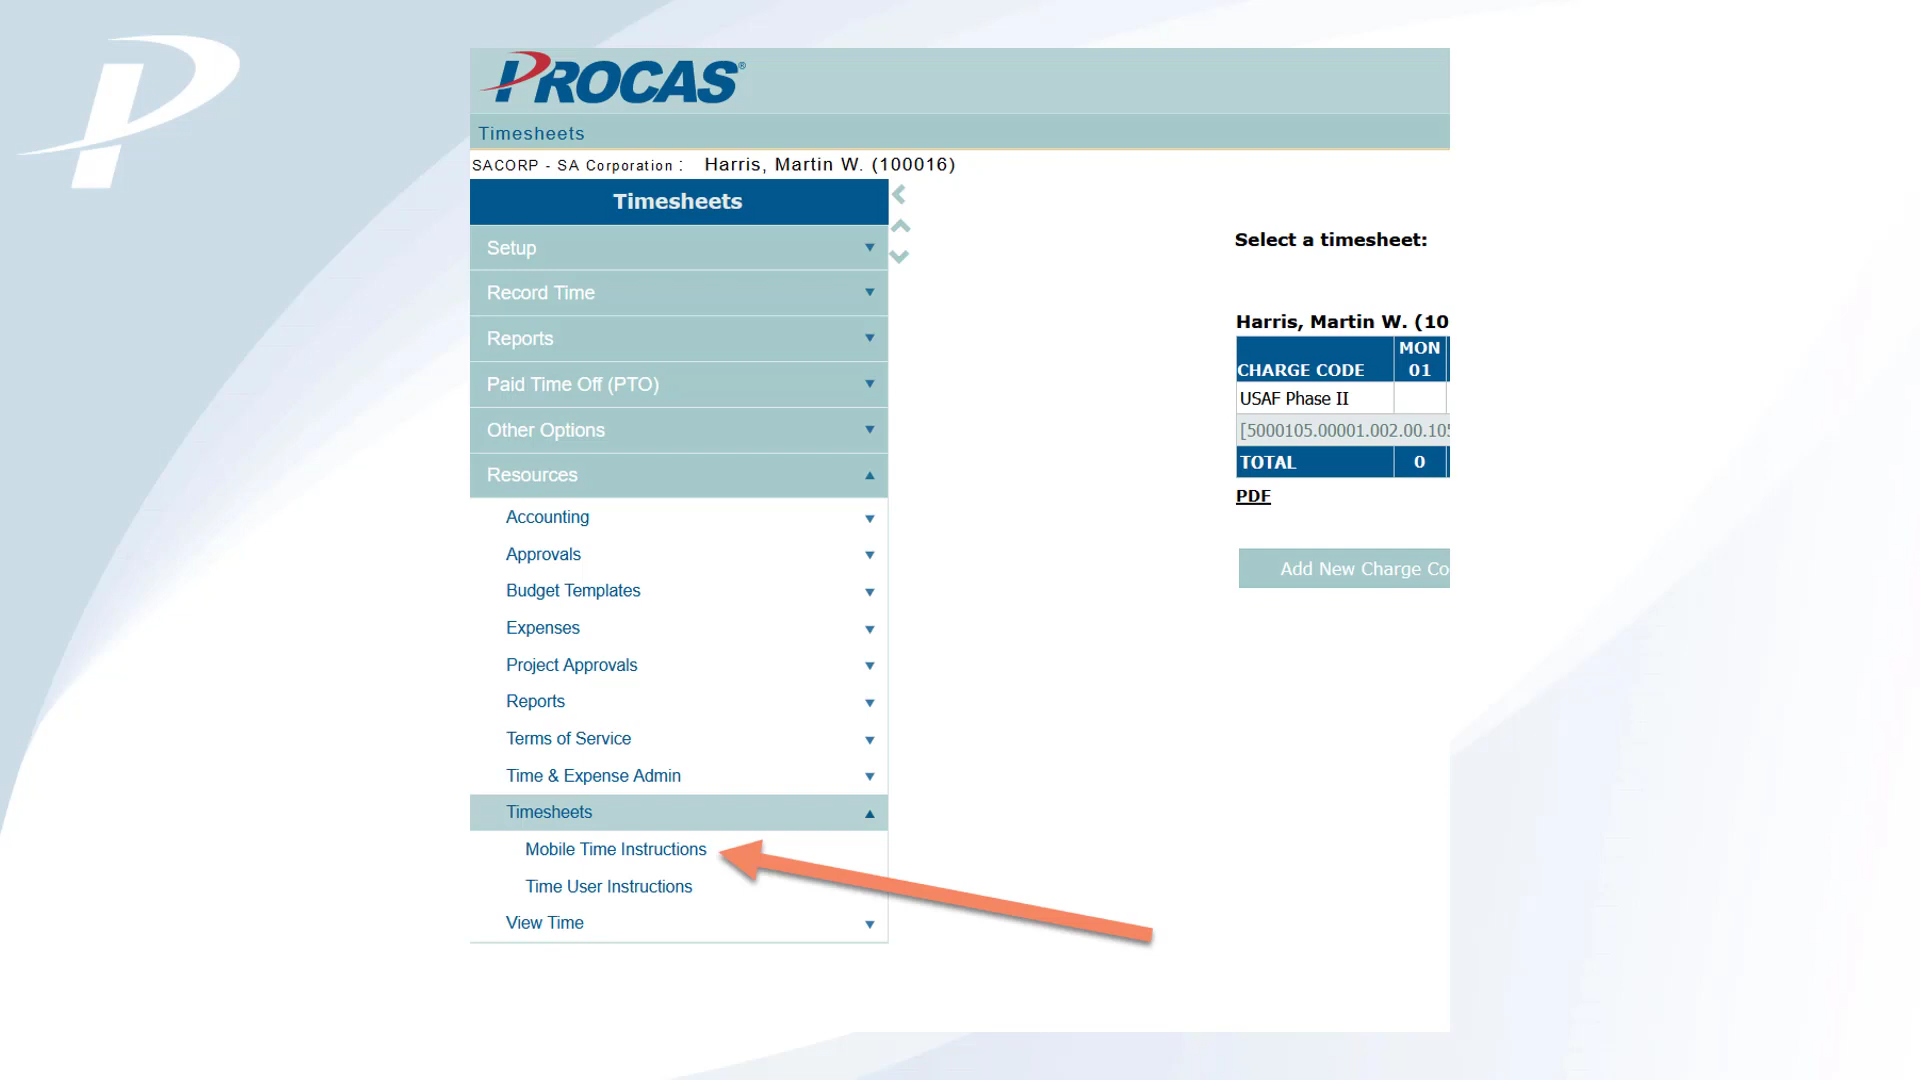 PROCAS®
Timesheets
SACORP - SA Corporation : Harris, Martin W. (100016)
Timesheets
Setup
Record Time
Reports
Paid Time Off (PTO)
Other Options
Resources
Accounting
Approvals
Budget Templates
Expenses
Project Approvals
Reports
Terms of Service
Time & Expense Admin
Timesheets
Mobile Time Instructions
Time User Instructions
View Time
Select a timesheet:
Harris, Martin W. (10
CHARGE CODE MON 01
USAF Phase II
[5000105.00001.002.00.105
TOTAL 0
PDF
Add New Charge Co